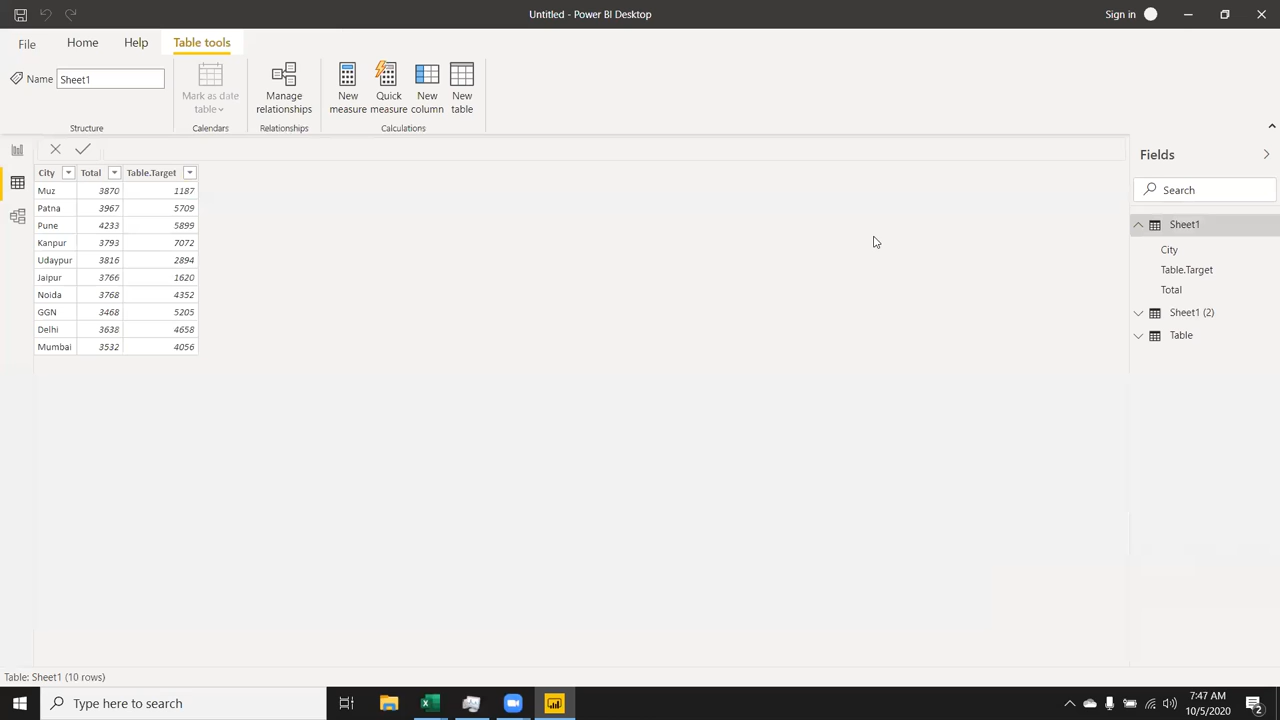 Untitled - Power BI Desktop
Sign in
File
Home
Help
Table tools
Name
Sheet1
Mark as date table
Manage relationships
New measure
Quick measure
New column
New table
Structure
Calendars
Relationships
Calculations
City Total Table.Target
Muz 3870 1187
Patna 3967 5709
Pune 4233 5899
Kanpur 3793 7072
Udaypur 3816 2894
Jaipur 3766 1620
Noida 3768 4352
GGN 3468 5205
Delhi 3638 4658
Mumbai 3532 4056
Fields
Search
Sheet1
City
Table.Target
Total
Sheet1 (2)
Table
Table: Sheet1 (10 rows)
Type here to search
7:47 AM
10/5/2020
2